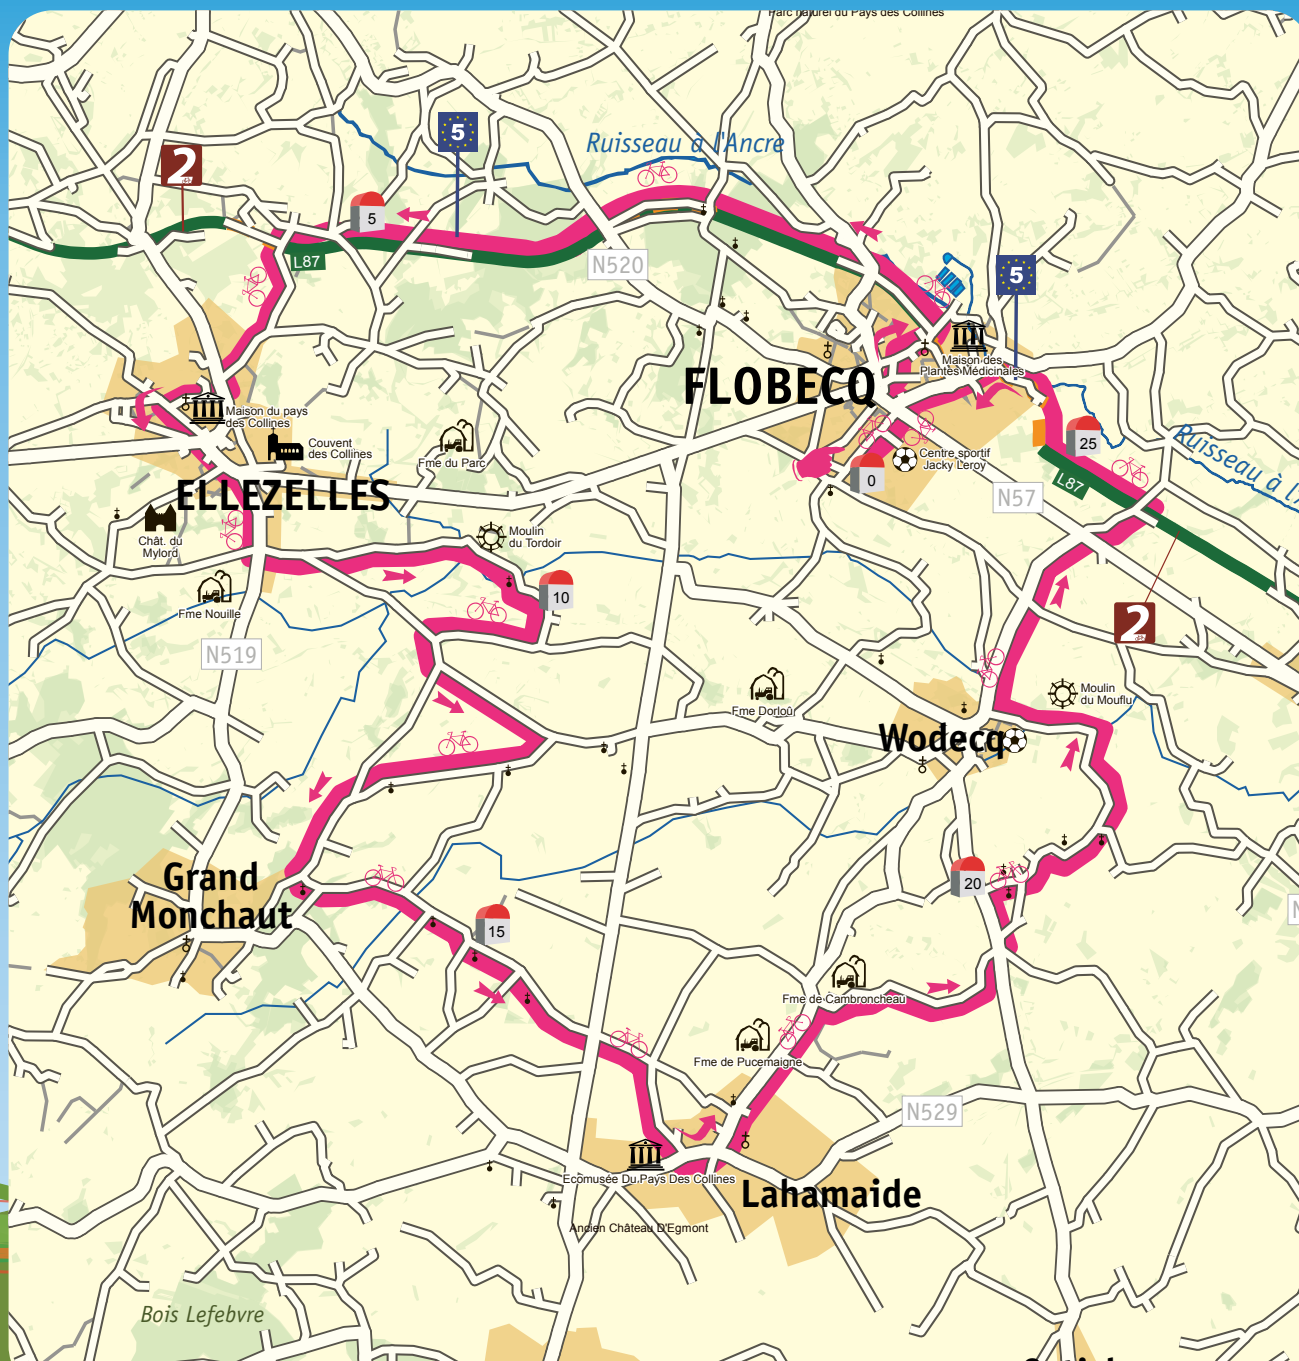 Parc naturel du Pays des Collines
5
Ruisseau à l'Ancre
2
5
L87
N520
5
FLOBECQ
Maison des
Plantes Médicinales
Maison du pays
des Collines
Couvent
des Collines
Fme du Parc
Centre sportif
Jacky Leroy
0
25
Ruisseau à l'
L87
N57
ELLEZELLES
Chât. du
Mylord
Moulin
du Tordoir
Fme Nouille
10
2
N519
Fme Dorloû
Moulin
du Mouflu
Wodecq
Grand
Monchaut
20
15
N
Fme de Cambroncheau
Fme de Pucemaigne
N529
Ecomusée Du Pays Des Collines
Lahamaide
Ancien Château D'Egmont
Bois Lefebvre